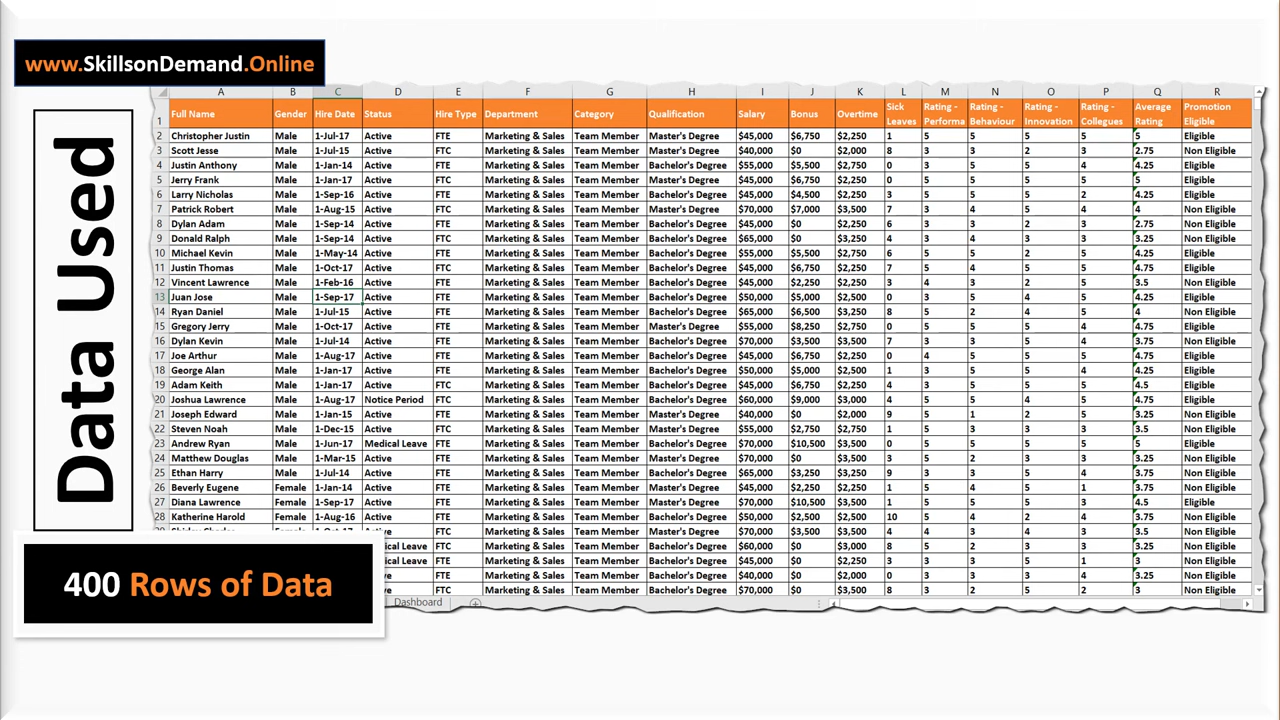 www.SkillsonDemand.Online
Data Used
A B C D E F G H I J K L M N O P Q R
1 Full Name Gender Hire Date Status Hire Type Department Category Qualification Salary Bonus Overtime Sick Leaves Rating - Performa Rating - Behaviour Rating - Innovation Rating - Collegues Average Rating Promotion Eligible
2 Christopher Justin Male 1-Jul-17 Active FTE Marketing & Sales Team Member Master's Degree $45,000 $6,750 $2,250 1 5 5 5 5 5 Eligible
3 Scott Jesse Male 1-Jul-15 Active FTC Marketing & Sales Team Member Master's Degree $40,000 $0 $2,000 8 3 3 2 3 2.75 Non Eligible
4 Justin Anthony Male 1-Jan-14 Active FTE Marketing & Sales Team Member Bachelor's Degree $55,000 $5,500 $2,750 0 3 5 5 4 4.25 Eligible
5 Jerry Frank Male 1-Jan-17 Active FTC Marketing & Sales Team Member Master's Degree $45,000 $6,750 $2,250 0 5 5 5 5 5 Eligible
6 Larry Nicholas Male 1-Sep-16 Active FTE Marketing & Sales Team Member Bachelor's Degree $45,000 $4,500 $2,250 3 5 5 5 2 4.25 Eligible
7 Patrick Robert Male 1-Aug-15 Active FTC Marketing & Sales Team Member Master's Degree $70,000 $7,000 $3,500 7 3 4 5 4 4 Non Eligible
8 Dylan Adam Male 1-Sep-14 Active FTE Marketing & Sales Team Member Bachelor's Degree $45,000 $0 $2,250 6 3 3 2 3 2.75 Non Eligible
9 Donald Ralph Male 1-Sep-14 Active FTC Marketing & Sales Team Member Bachelor's Degree $65,000 $0 $3,250 4 3 4 3 3 3.25 Non Eligible
10 Michael Kevin Male 1-May-14 Active FTE Marketing & Sales Team Member Bachelor's Degree $55,000 $5,500 $2,750 6 5 5 2 5 4.25 Eligible
11 Justin Thomas Male 1-Oct-17 Active FTC Marketing & Sales Team Member Bachelor's Degree $45,000 $6,750 $2,250 7 5 4 5 5 4.75 Eligible
12 Vincent Lawrence Male 1-Feb-16 Active FTE Marketing & Sales Team Member Bachelor's Degree $45,000 $2,250 $2,250 3 4 3 2 5 3.5 Non Eligible
13 Juan Jose Male 1-Sep-17 Active FTC Marketing & Sales Team Member Master's Degree $50,000 $5,000 $2,500 0 3 5 4 5 4.25 Eligible
14 Ryan Daniel Male 1-Jul-15 Active FTE Marketing & Sales Team Member Bachelor's Degree $65,000 $6,500 $3,250 8 5 2 4 5 4 Non Eligible
15 Gregory Jerry Male 1-Oct-17 Active FTE Marketing & Sales Team Member Master's Degree $55,000 $8,250 $2,750 0 5 5 5 4 4.75 Eligible
16 Dylan Kevin Male 1-Jul-14 Active FTE Marketing & Sales Team Member Master's Degree $70,000 $3,500 $3,500 7 3 3 5 4 3.75 Non Eligible
17 Joe Arthur Male 1-Aug-17 Active FTC Marketing & Sales Team Member Master's Degree $45,000 $6,750 $2,250 0 4 5 5 5 4.75 Eligible
18 George Alan Male 1-Jan-17 Active FTE Marketing & Sales Team Member Bachelor's Degree $50,000 $5,000 $2,500 1 3 5 5 4 4.25 Eligible
19 Adam Keith Male 1-Jan-17 Active FTC Marketing & Sales Team Member Bachelor's Degree $45,000 $6,750 $2,250 4 3 5 5 5 4.5 Eligible
20 Joshua Lawrence Male 1-Aug-17 Notice Period FTC Marketing & Sales Team Member Bachelor's Degree $60,000 $9,000 $3,000 4 5 5 4 5 4.75 Eligible
21 Joseph Edward Male 1-Jan-15 Active FTE Marketing & Sales Team Member Master's Degree $40,000 $0 $2,000 9 5 1 2 5 3.25 Non Eligible
22 Steven Noah Male 1-Dec-15 Active FTC Marketing & Sales Team Member Master's Degree $55,000 $2,750 $2,750 1 5 3 3 3 3.5 Non Eligible
23 Andrew Ryan Male 1-Jun-17 Medical Leave FTE Marketing & Sales Team Member Bachelor's Degree $70,000 $10,500 $3,500 0 5 5 5 5 5 Eligible
24 Matthew Douglas Male 1-Mar-15 Active FTE Marketing & Sales Team Member Master's Degree $70,000 $0 $3,500 3 5 2 3 3 3.25 Non Eligible
25 Ethan Harry Male 1-Jul-14 Active FTE Marketing & Sales Team Member Bachelor's Degree $65,000 $3,250 $3,250 9 3 3 5 4 3.75 Non Eligible
26 Beverly Eugene Female 1-Jan-14 Active FTE Marketing & Sales Team Member Bachelor's Degree $45,000 $2,250 $2,250 1 5 4 5 1 3.75 Non Eligible
27 Diana Lawrence Female 1-Sep-17 Active FTE Marketing & Sales Team Member Master's Degree $70,000 $10,500 $3,500 1 5 5 5 3 4.5 Eligible
28 Katherine Harold Female 1-Aug-16 Active FTC Marketing & Sales Team Member Bachelor's Degree $50,000 $2,500 $2,500 10 5 4 2 4 3.75 Non Eligible
FTC Marketing & Sales Team Member Master's Degree $70,000 $3,500 $3,500 4 4 3 4 3 3.5 Non Eligible
Leave FTC Marketing & Sales Team Member Bachelor's Degree $60,000 $0 $3,000 8 5 2 3 3 3.25 Non Eligible
Leave FTC Marketing & Sales Team Member Bachelor's Degree $45,000 $0 $2,250 3 3 3 5 1 3 Non Eligible
FTE Marketing & Sales Team Member Bachelor's Degree $40,000 $0 $2,000 0 3 3 3 4 3.25 Non Eligible
FTC Marketing & Sales Team Member Master's Degree $70,000 $0 $3,500 8 3 2 5 2 3 Non Eligible
Dashboard
400 Rows of Data